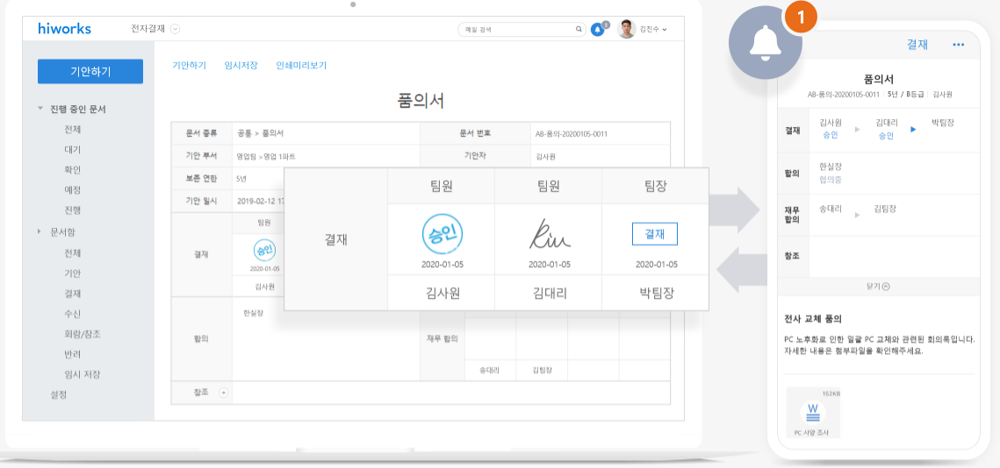 hiworks 전자결재 메일 검색 3 김진수
기안하기
진행 중인 문서
전체
대기
확인
예정
진행
문서함
전체
기안
결재
수신
회람/참조
반려
임시 저장
설정
기안하기 임시저장 인쇄미리보기
품의서
문서 종류 공통 > 품의서 문서 번호 AB-품의-20200105-0011
기안 부서 영업팀 > 영업 1파트 기안자 김사원
보존 연한 5년
기안 일시 2019-02-12 17
결재 팀원
승인
2020-01-05
김사원
합의 한실장 재무 합의
송대리 김팀장
참조
결재 팀원 팀원 팀장
승인 Kim 결재
2020-01-05 2020-01-05 2020-01-05
김사원 김대리 박팀장
1
결재
품의서
AB-품의-20200105-0011 5년 / B등급 김사원
결재 김사원 김대리 박팀장
승인 승인
합의 한실장
합의중
재무 합의 송대리 김팀장
참조
닫기
전사 교체 품의
PC 노후화로 인한 일괄 PC 교체와 관련된 회의록입니다.
자세한 내용은 첨부파일을 확인해주세요.
152KB
W
PC 사양 조사